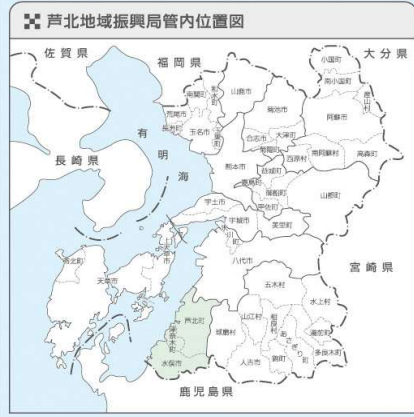 芦北地域振興局管内位置図
佐賀県
福岡県
大分県
小国町
南小国町
産山村
南関町
和水町
山鹿市
菊池市
阿蘇市
荒尾市
長洲町
玉名市
玉東町
合志市
大津町
菊陽町
有明海
西原村
南阿蘇村
高森町
長崎県
熊本市
益城町
嘉島町
御船町
山都町
甲佐町
宇土市
宇城市
美里町
氷川町
上天草市
八代市
宮崎県
苓北町
天草市
五木村
水上村
芦北町
津奈木町
水俣市
球磨村
山江村
相良村
あさぎり町
湯前町
多良木町
人吉市
錦町
鹿児島県